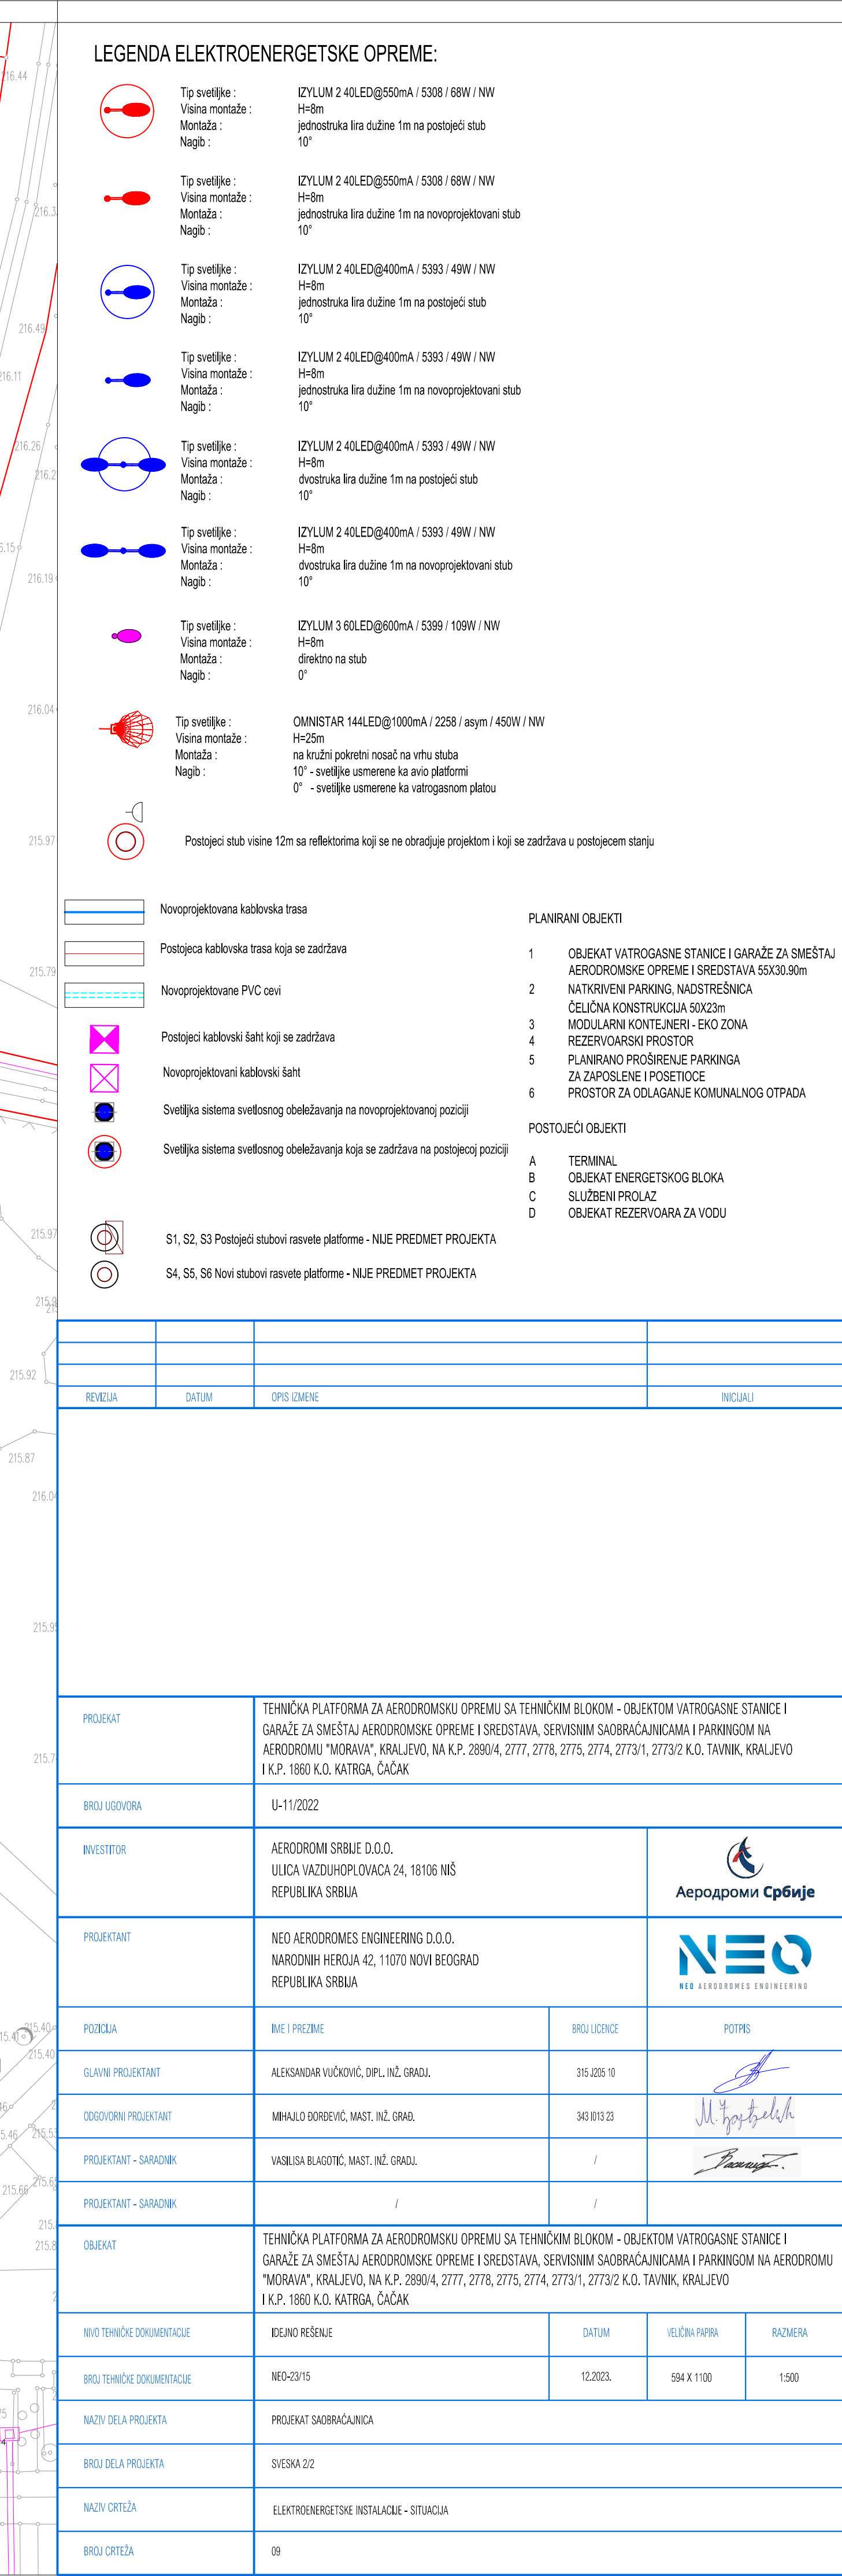 LEGENDA ELEKTROENERGETSKE OPREME:
Tip svetiljke : IZYLUM 2 40LED@550mA / 5308 / 68W / NW
Visina montaže : H=8m
Montaža : jednostruka lira dužine 1m na postojeći stub
Nagib : 10°
Tip svetiljke : IZYLUM 2 40LED@550mA / 5308 / 68W / NW
Visina montaže : H=8m
Montaža : jednostruka lira dužine 1m na novoprojektovani stub
Nagib : 10°
Tip svetiljke : IZYLUM 2 40LED@400mA / 5393 / 49W / NW
Visina montaže : H=8m
Montaža : jednostruka lira dužine 1m na postojeći stub
Nagib : 10°
Tip svetiljke : IZYLUM 2 40LED@400mA / 5393 / 49W / NW
Visina montaže : H=8m
Montaža : jednostruka lira dužine 1m na novoprojektovani stub
Nagib : 10°
Tip svetiljke : IZYLUM 2 40LED@400mA / 5393 / 49W / NW
Visina montaže : H=8m
Montaža : dvostruka lira dužine 1m na postojeći stub
Nagib : 10°
Tip svetiljke : IZYLUM 2 40LED@400mA / 5393 / 49W / NW
Visina montaže : H=8m
Montaža : dvostruka lira dužine 1m na novoprojektovani stub
Nagib : 10°
Tip svetiljke : IZYLUM 3 60LED@600mA / 5399 / 109W / NW
Visina montaže : H=8m
Montaža : direktno na stub
Nagib : 0°
Tip svetiljke : OMNISTAR 144LED@1000mA / 2258 / asym / 450W / NW
Visina montaže : H=25m
Montaža : na kružni pokretni nosač na vrhu stuba
Nagib : 10° - svetiljke usmerene ka avio platformi
0° - svetiljke usmerene ka vatrogasnom platou
Postojeci stub visine 12m sa reflektorima koji se ne obradjuje projektom i koji se zadržava u postojecem stanju
Novoprojektovana kablovska trasa
Postojeca kablovska trasa koja se zadržava
Novoprojektovane PVC cevi
Postojeci kablovski šaht koji se zadržava
Novoprojektovani kablovski šaht
Svetiljka sistema svetlosnog obeležavanja na novoprojektovanoj poziciji
Svetiljka sistema svetlosnog obeležavanja koja se zadržava na postojecoj poziciji
S1, S2, S3 Postojeći stubovi rasvete platforme - NIJE PREDMET PROJEKTA
S4, S5, S6 Novi stubovi rasvete platforme - NIJE PREDMET PROJEKTA
PLANIRANI OBJEKTI
1 OBJEKAT VATROGASNE STANICE I GARAŽE ZA SMEŠTAJ
AERODROMSKE OPREME I SREDSTAVA 55X30.90m
2 NATKRIVENI PARKING, NADSTREŠNICA
ČELIČNA KONSTRUKCIJA 50X23m
3 MODULARNI KONTEJNERI - EKO ZONA
4 REZERVOARSKI PROSTOR
5 PLANIRANO PROŠIRENJE PARKINGA
ZA ZAPOSLENE I POSETIOCE
6 PROSTOR ZA ODLAGANJE KOMUNALNOG OTPADA
POSTOJEĆI OBJEKTI
A TERMINAL
B OBJEKAT ENERGETSKOG BLOKA
C SLUŽBENI PROLAZ
D OBJEKAT REZERVOARA ZA VODU
REVIZIJA DATUM OPIS IZMENE INICIJALI
PROJEKAT
TEHNIČKA PLATFORMA ZA AERODROMSKU OPREMU SA TEHNIČKIM BLOKOM - OBJEKTOM VATROGASNE STANICE I
GARAŽE ZA SMEŠTAJ AERODROMSKE OPREME I SREDSTAVA, SERVISNIM SAOBRAĆAJNICAMA I PARKINGOM NA
AERODROMU "MORAVA", KRALJEVO, NA K.P. 2890/4, 2777, 2778, 2775, 2774, 2773/1, 2773/2 K.O. TAVNIK, KRALJEVO
I K.P. 1860 K.O. KATRGA, ČAČAK
BROJ UGOVORA U-11/2022
INVESTITOR
AERODROMI SRBIJE D.O.O.
ULICA VAZDUHOPLOVACA 24, 18106 NIŠ
REPUBLIKA SRBIJA
Аеродроми Србије
PROJEKTANT
NEO AERODROMES ENGINEERING D.O.O.
NARODNIH HEROJA 42, 11070 NOVI BEOGRAD
REPUBLIKA SRBIJA
NEO
NEO AERODROMES ENGINEERING
POZICIJA IME I PREZIME BROJ LICENCE POTPIS
GLAVNI PROJEKTANT ALEKSANDAR VUČKOVIĆ, DIPL. INŽ. GRADJ. 315 J205 10
ODGOVORNI PROJEKTANT MIHAJLO ĐORĐEVIĆ, MAST. INŽ. GRAĐ. 343 I013 23
PROJEKTANT - SARADNIK VASILISA BLAGOTIĆ, MAST. INŽ. GRADJ. /
PROJEKTANT - SARADNIK / /
OBJEKAT
TEHNIČKA PLATFORMA ZA AERODROMSKU OPREMU SA TEHNIČKIM BLOKOM - OBJEKTOM VATROGASNE STANICE I
GARAŽE ZA SMEŠTAJ AERODROMSKE OPREME I SREDSTAVA, SERVISNIM SAOBRAĆAJNICAMA I PARKINGOM NA AERODROMU
"MORAVA", KRALJEVO, NA K.P. 2890/4, 2777, 2778, 2775, 2774, 2773/1, 2773/2 K.O. TAVNIK, KRALJEVO
I K.P. 1860 K.O. KATRGA, ČAČAK
NIVO TEHNIČKE DOKUMENTACIJE IDEJNO REŠENJE DATUM VELIČINA PAPIRA RAZMERA
BROJ TEHNIČKE DOKUMENTACIJE NEO-23/15 12.2023. 594 X 1100 1:500
NAZIV DELA PROJEKTA PROJEKAT SAOBRAĆAJNICA
BROJ DELA PROJEKTA SVESKA 2/2
NAZIV CRTEŽA ELEKTROENERGETSKE INSTALACIJE - SITUACIJA
BROJ CRTEŽA 09
216.49
216.26
216.19
216.04
215.97
215.79
215.97
215.92
215.87
215.40
215.40
215.66